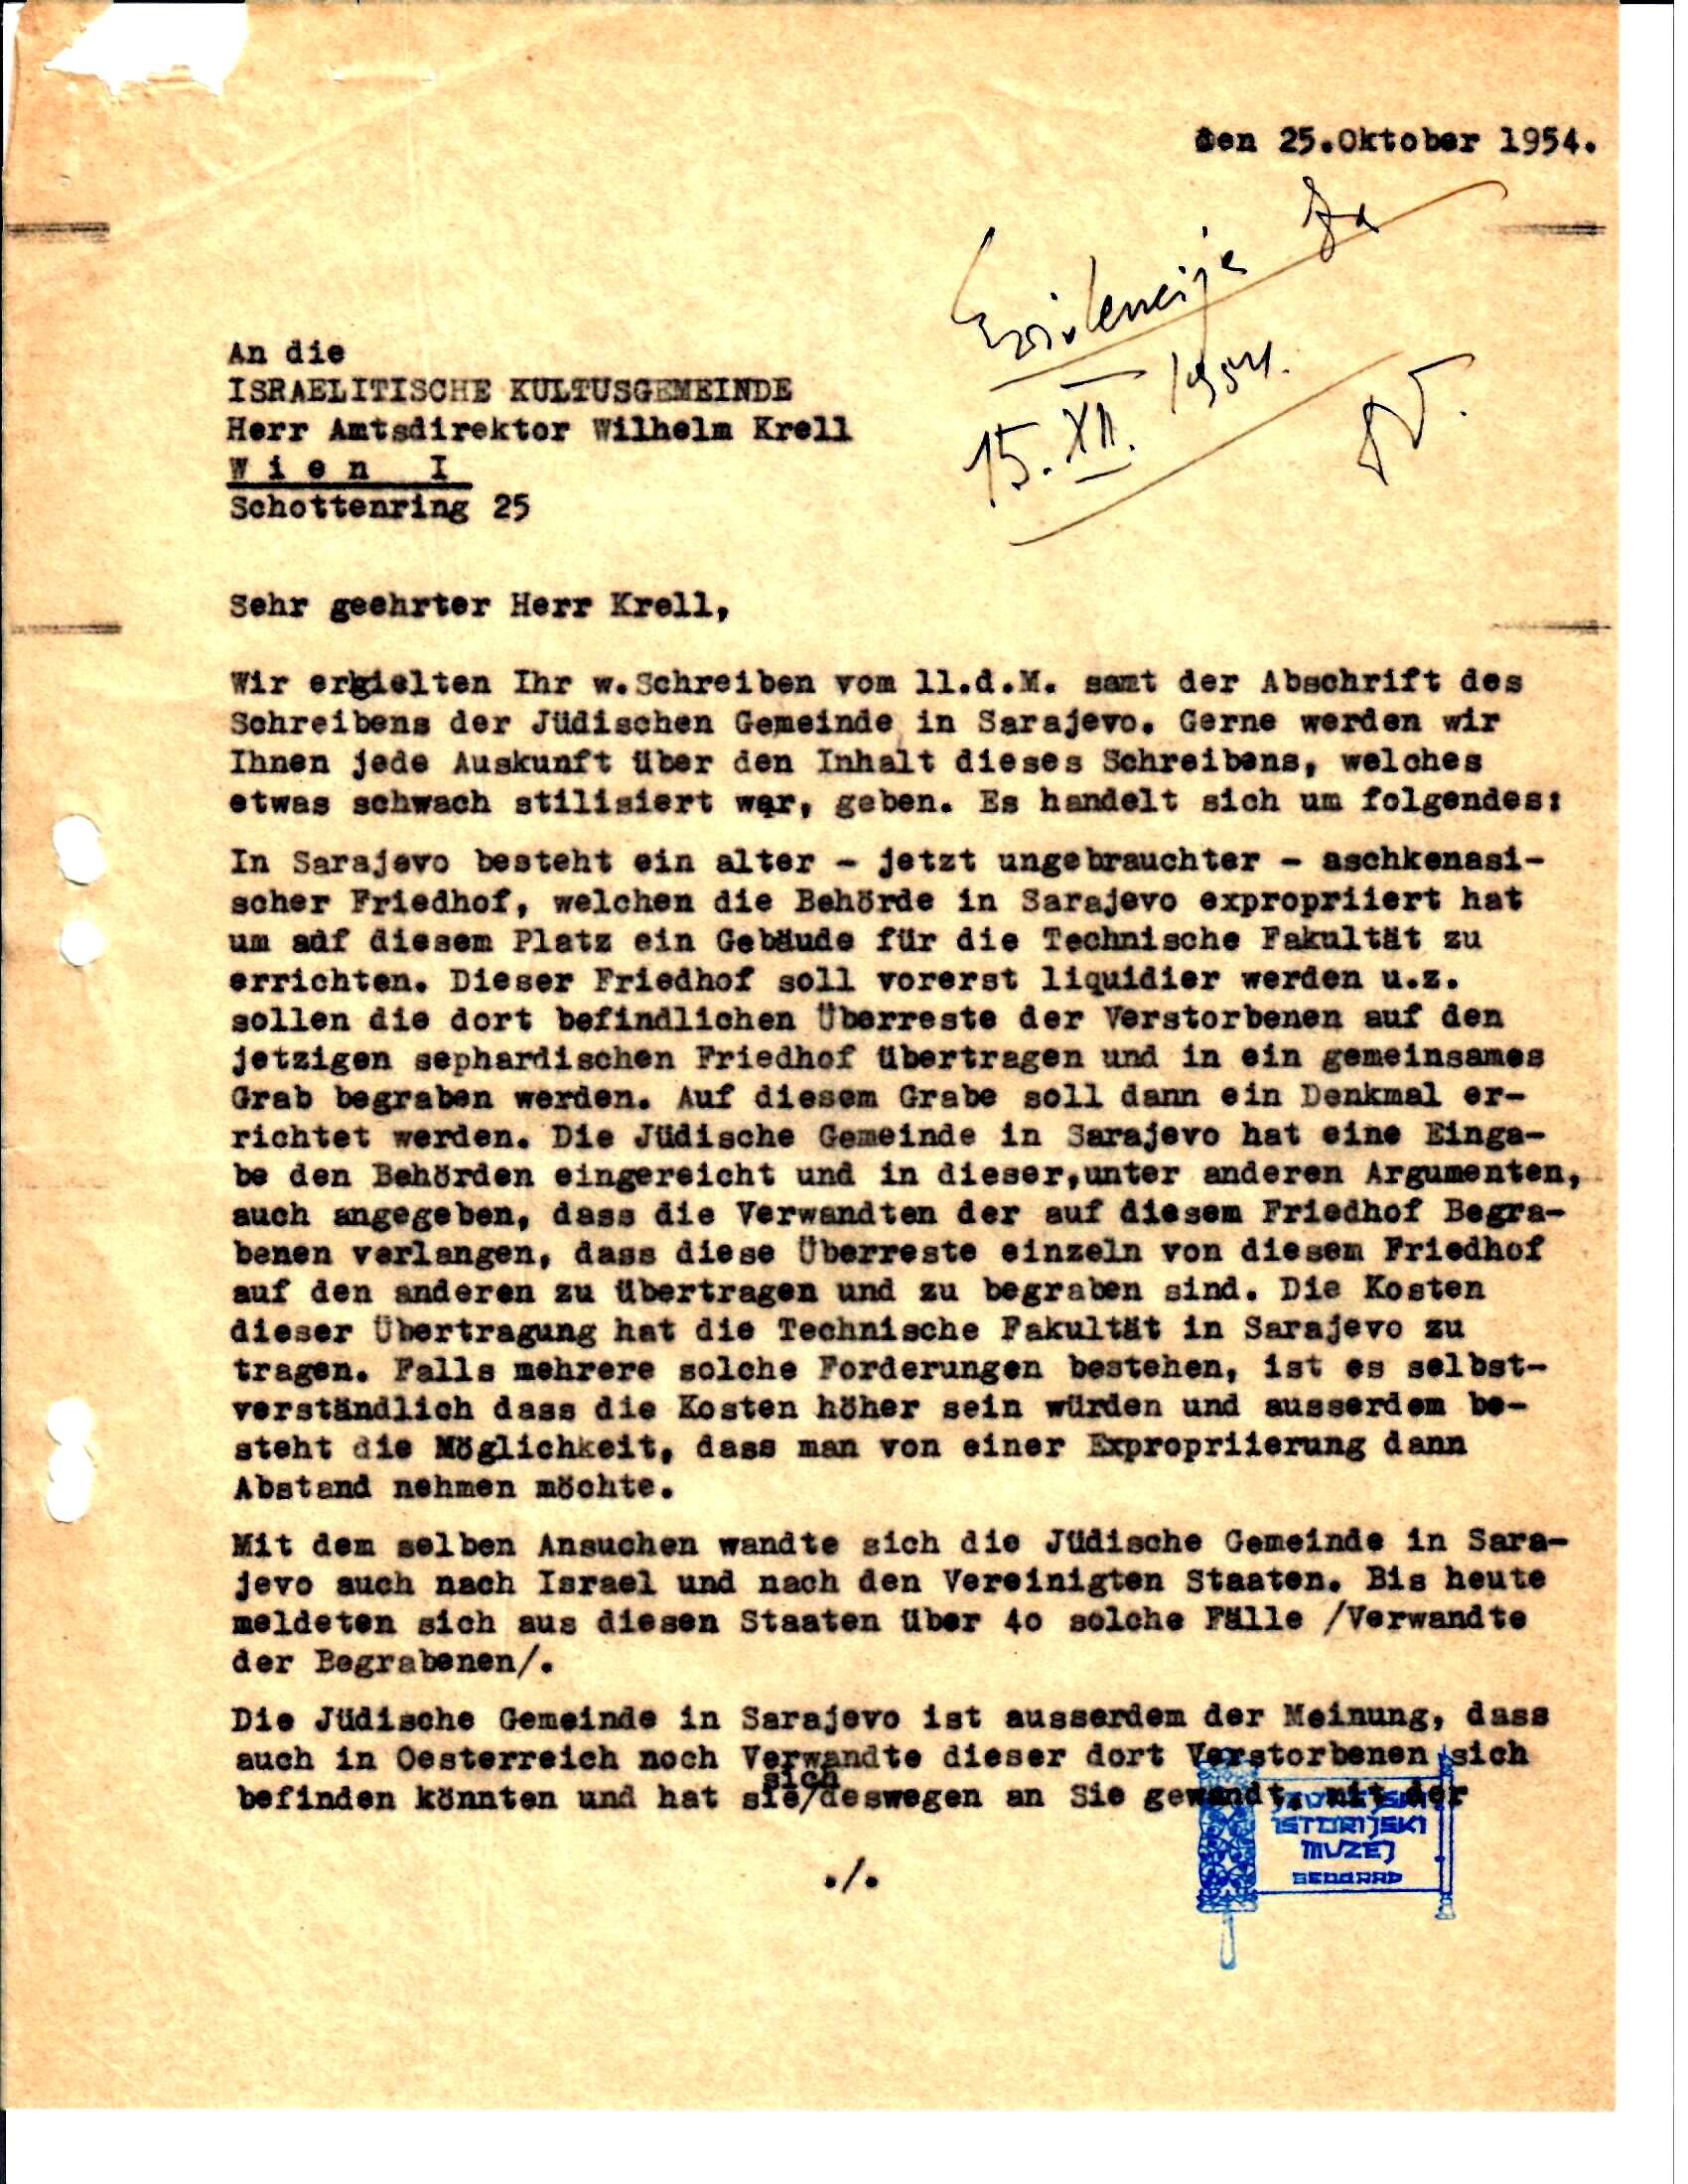 den 25.Oktober 1954.
15.XII. 1954.
An die
ISRAELITISCHE KULTUSGEMEINDE
Herr Amtsdirektor Wilhelm Krell
W i e n  I
Schottenring 25
Sehr geehrter Herr Krell,
Wir erhielten Ihr w.Schreiben vom 11.d.M. samt der Abschrift des
Schreibens der Jüdischen Gemeinde in Sarajevo. Gerne werden wir
Ihnen jede Auskunft über den Inhalt dieses Schreibens, welches
etwas schwach stilisiert war, geben. Es handelt sich um folgendes:
In Sarajevo besteht ein alter - jetzt ungebrauchter - aschkenasi-
scher Friedhof, welchen die Behörde in Sarajevo expropriiert hat
um auf diesem Platz ein Gebäude für die Technische Fakultät zu
errichten. Dieser Friedhof soll vorerst liquidier werden u.z.
sollen die dort befindlichen Überreste der Verstorbenen auf den
jetzigen sephardischen Friedhof übertragen und in ein gemeinsames
Grab begraben werden. Auf diesem Grabe soll dann ein Denkmal er-
richtet werden. Die Jüdische Gemeinde in Sarajevo hat eine Einga-
be den Behörden eingereicht und in dieser,unter anderen Argumenten,
auch angegeben, dass die Verwandten der auf diesem Friedhof Begra-
benen verlangen, dass diese Überreste einzeln von diesem Friedhof
auf den anderen zu übertragen und zu begraben sind. Die Kosten
dieser Übertragung hat die Technische Fakultät in Sarajevo zu
tragen. Falls mehrere solche Forderungen bestehen, ist es selbst-
verständlich dass die Kosten höher sein würden und ausserdem be-
steht die Möglichkeit, dass man von einer Expropriierung dann
Abstand nehmen möchte.
Mit dem selben Ansuchen wandte sich die Jüdische Gemeinde in Sara-
jevo auch nach Israel und nach den Vereinigten Staaten. Bis heute
meldeten sich aus diesen Staaten über 4o solche Fälle /Verwandte
der Begrabenen/.
Die Jüdische Gemeinde in Sarajevo ist ausserdem der Meinung, dass
auch in Oesterreich noch Verwandte dieser dort Verstorbenen sich
sich
befinden könnten und hat sie/deswegen an Sie gewandt, mit der
JEVREJSKI
ISTORIJSKI
MUZEJ
BEOGRAD
./.